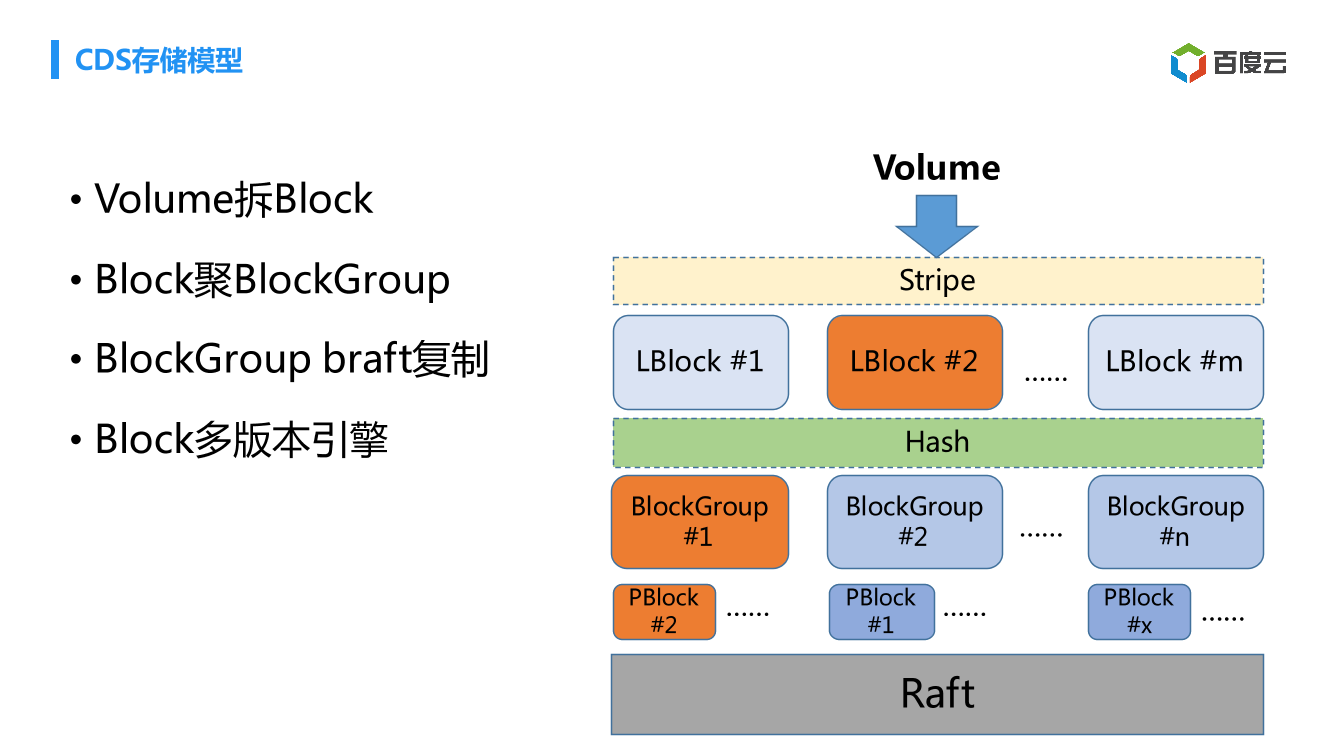 CDS存储模型
百度云
• Volume拆Block
• Block聚BlockGroup
• BlockGroup braft复制
• Block多版本引擎
Volume
Stripe
LBlock #1
LBlock #2
......
LBlock #m
Hash
BlockGroup
#1
BlockGroup
#2
......
BlockGroup
#n
PBlock
#2
......
PBlock
#1
......
PBlock
#x
......
Raft